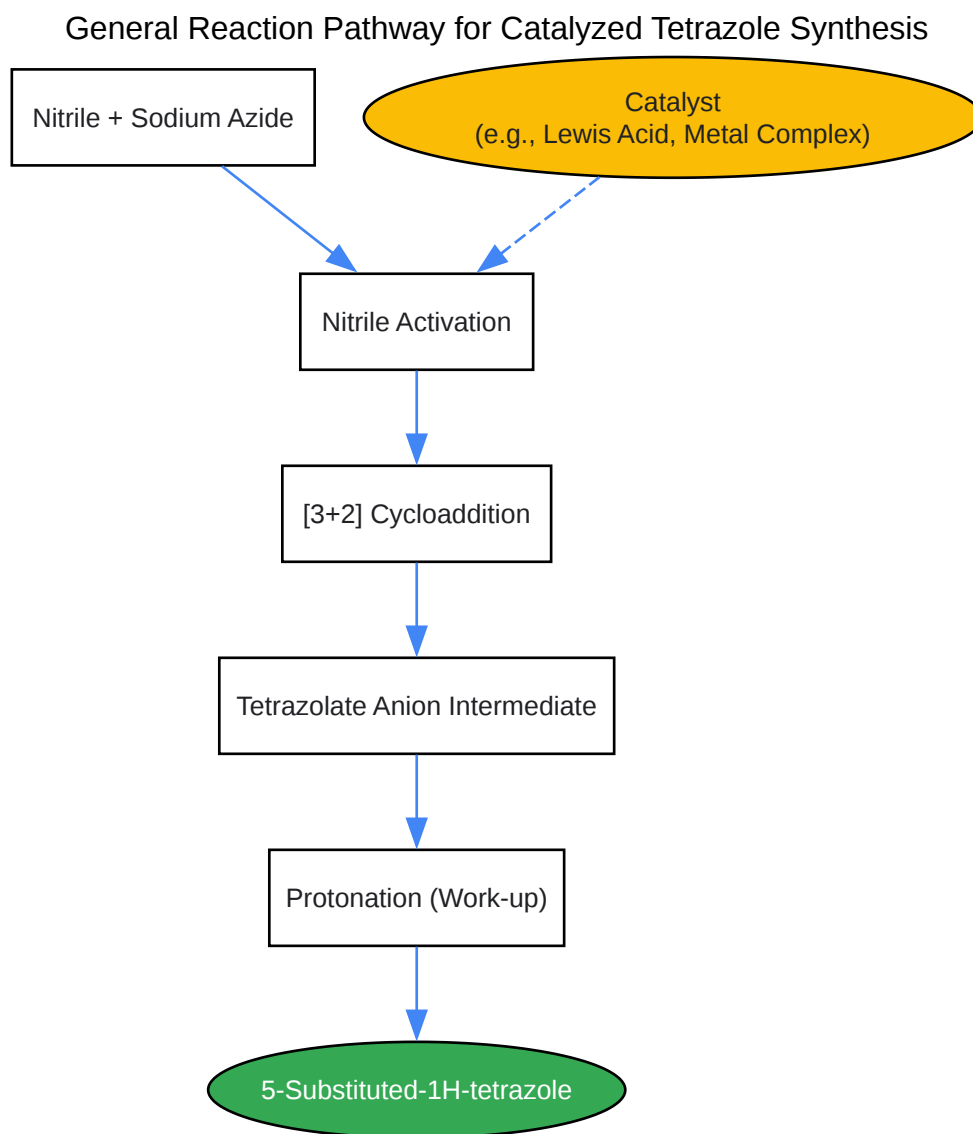 General Reaction Pathway for Catalyzed Tetrazole Synthesis
Nitrile + Sodium Azide
Catalyst
(e.g., Lewis Acid, Metal Complex)
Nitrile Activation
[3+2] Cycloaddition
Tetrazolate Anion Intermediate
Protonation (Work-up)
5-Substituted-1H-tetrazole